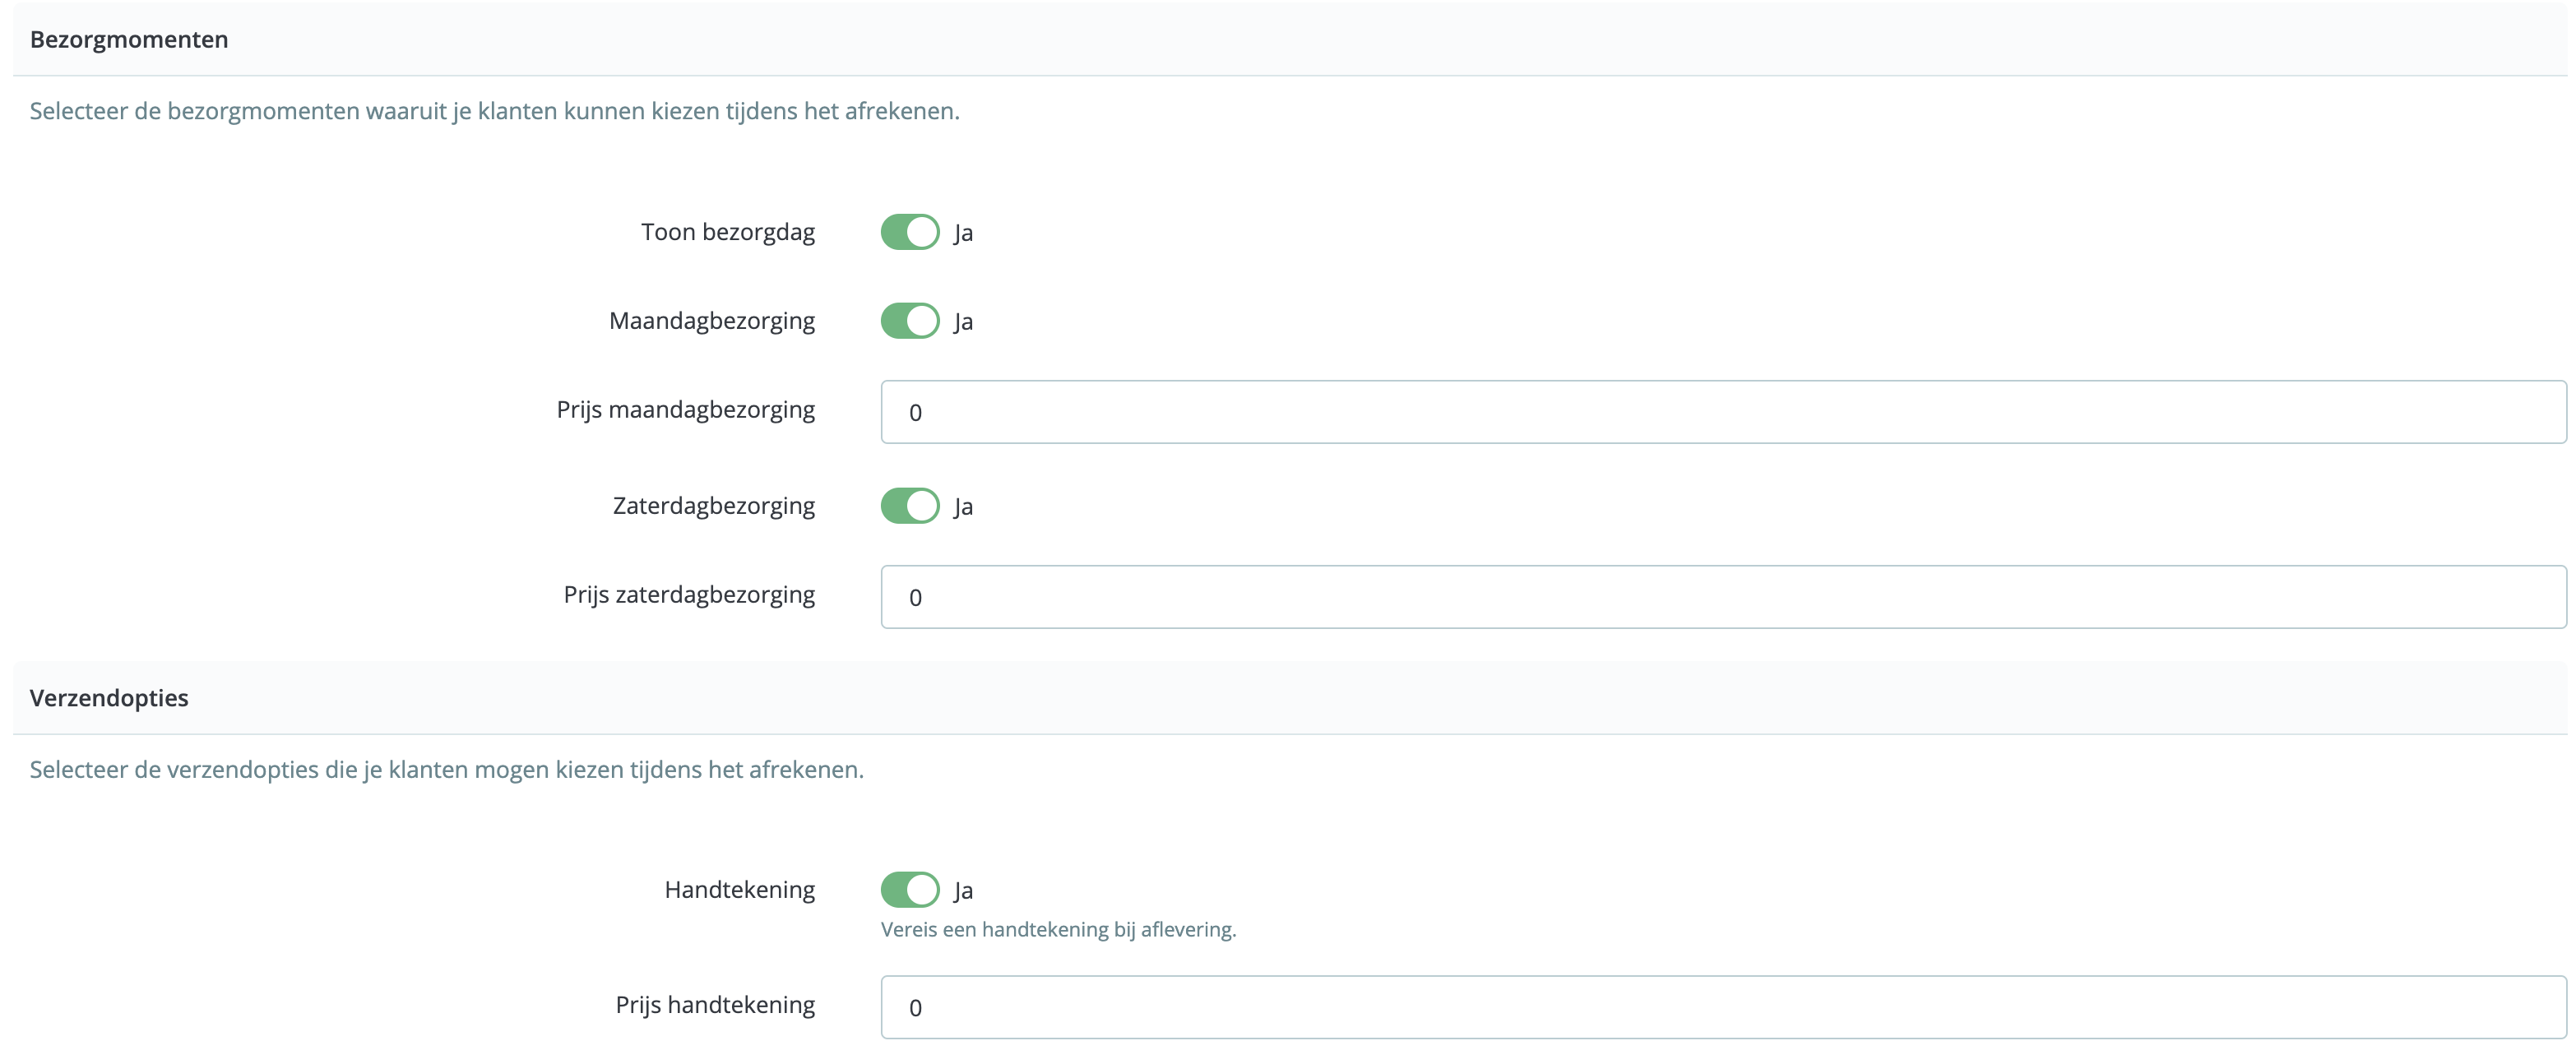 Bezorgmomenten
Selecteer de bezorgmomenten waaruit je klanten kunnen kiezen tijdens het afrekenen.
Toon bezorgdag Ja
Maandagbezorging Ja
Prijs maandagbezorging 0
Zaterdagbezorging Ja
Prijs zaterdagbezorging 0
Verzendopties
Selecteer de verzendopties die je klanten mogen kiezen tijdens het afrekenen.
Handtekening Ja
Vereis een handtekening bij aflevering.
Prijs handtekening 0